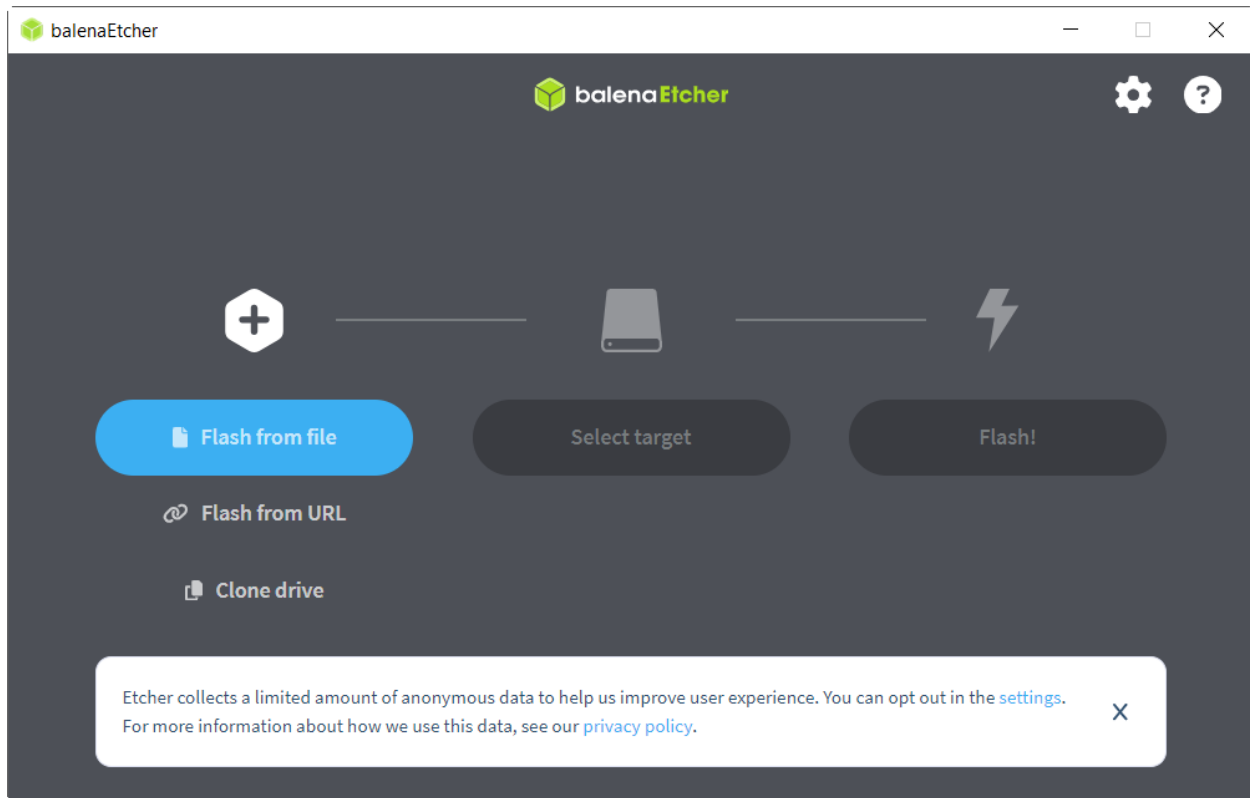 balenaEtcher
balenaEtcher
?
Flash from file
Select target
Flash!
Flash from URL
Clone drive
Etcher collects a limited amount of anonymous data to help us improve user experience. You can opt out in the settings.
For more information about how we use this data, see our privacy policy.